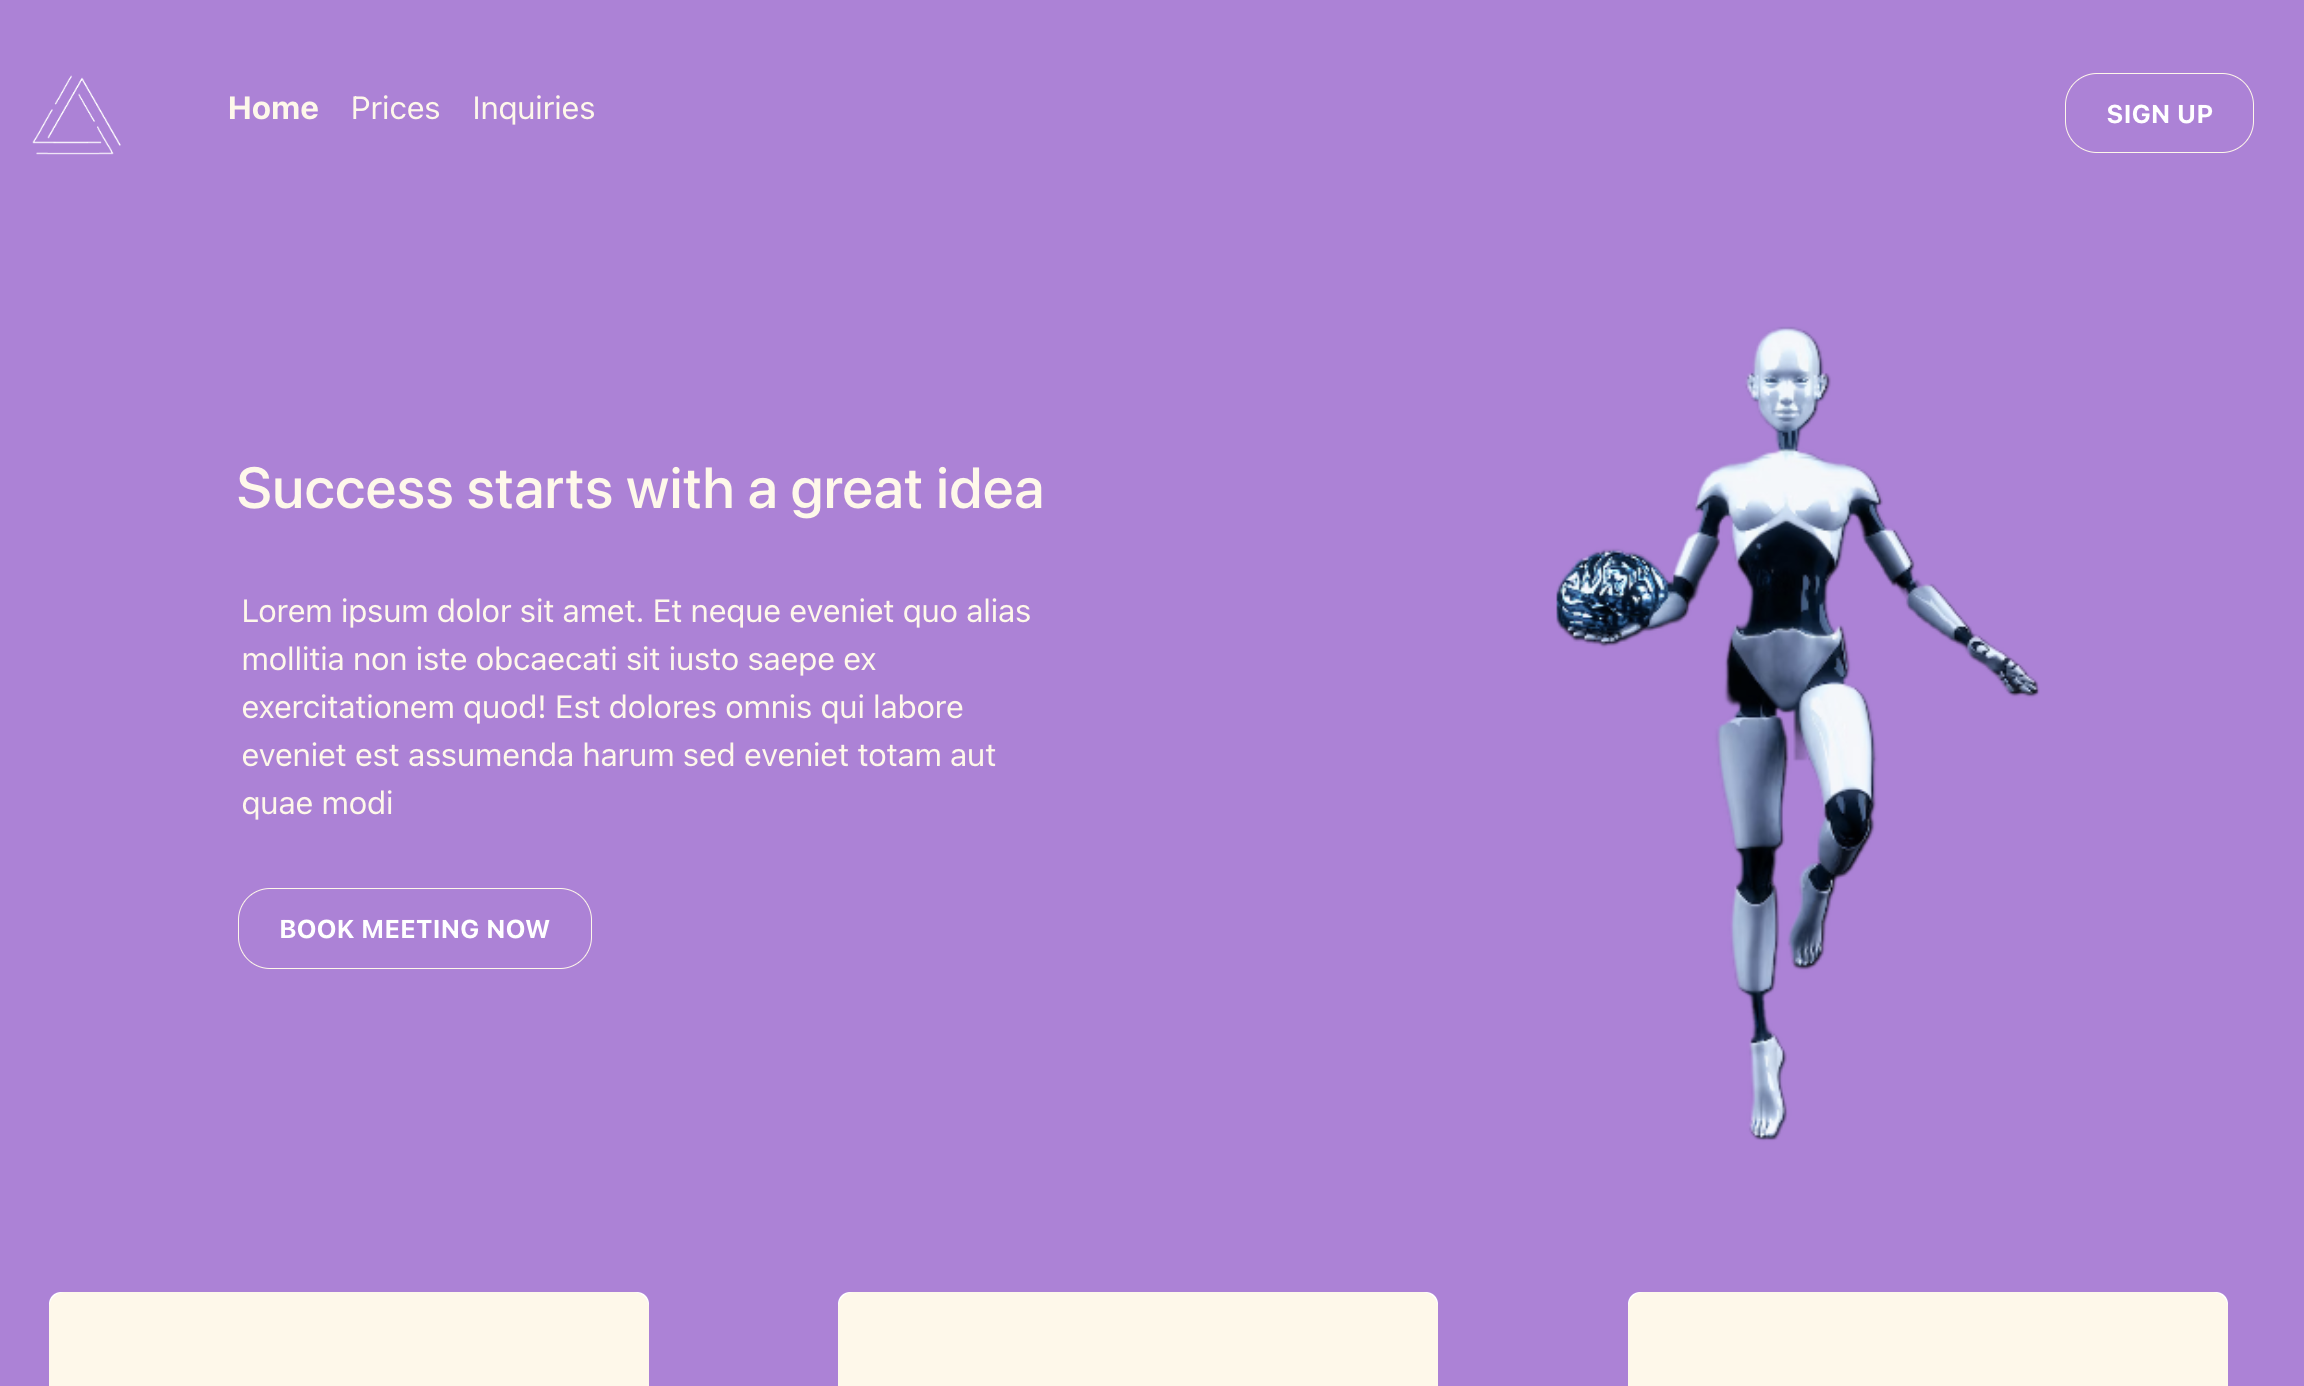 Home Prices Inquiries SIGN UP
Success starts with a great idea
Lorem ipsum dolor sit amet. Et neque eveniet quo alias
mollitia non iste obcaecati sit iusto saepe ex
exercitationem quod! Est dolores omnis qui labore
eveniet est assumenda harum sed eveniet totam aut
quae modi
BOOK MEETING NOW